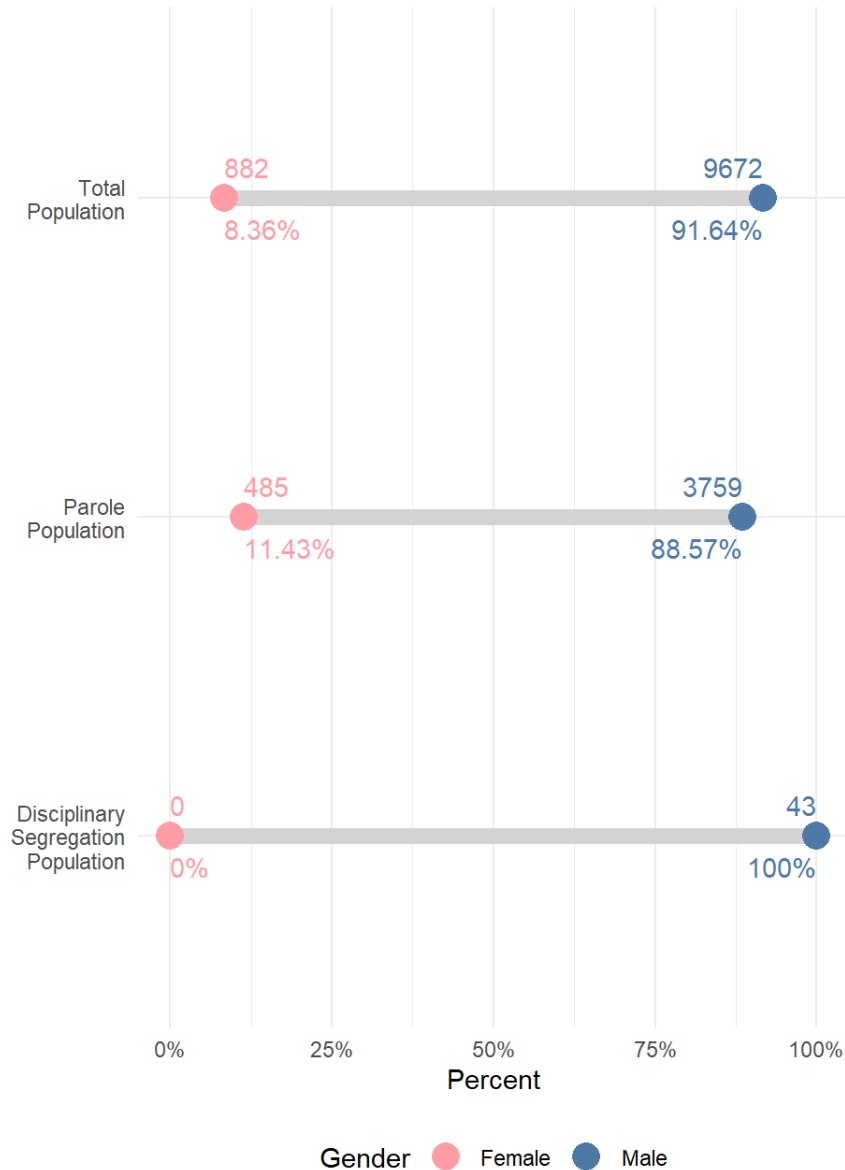 882
9672
Total
Population
8.36%
91.64%
485
3759
Parole
Population
11.43%
88.57%
0
43
Disciplinary
Segregation
Population
0%
100%
0%
25%
50%
75%
100%
Percent
Gender
Female
Male